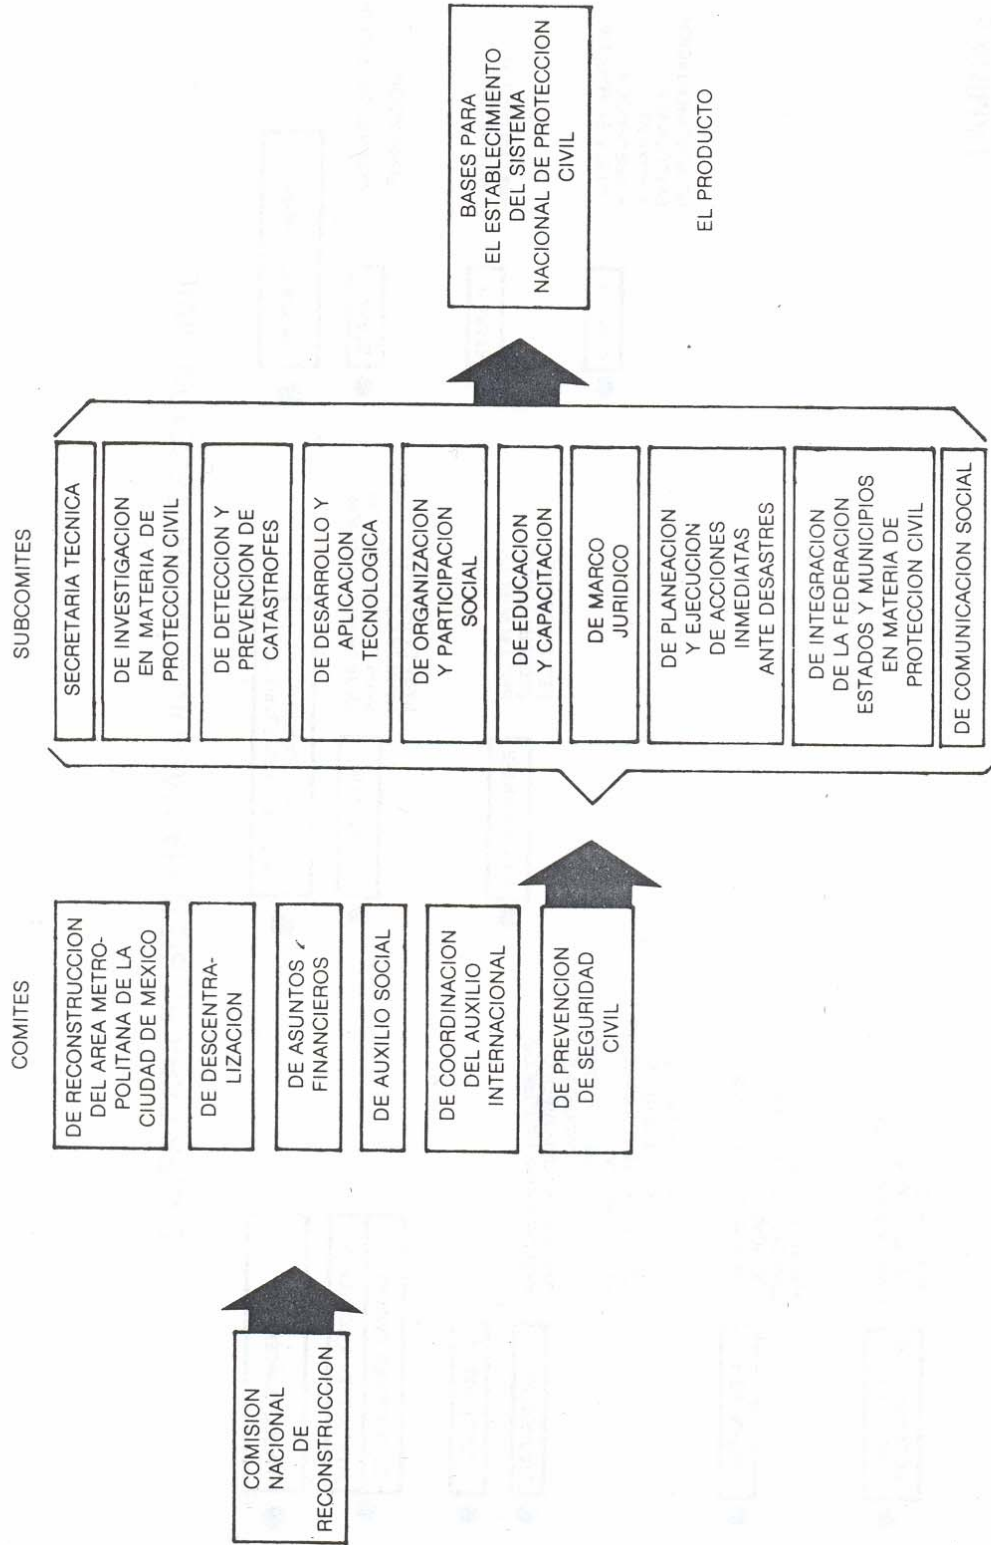 COMISION
NACIONAL
DE
RECONSTRUCCION
COMITES
DE RECONSTRUCCION
DEL AREA METRO-
POLITANA DE LA
CIUDAD DE MEXICO
DE DESCENTRA-
LIZACION
DE ASUNTOS
FINANCIEROS
DE AUXILIO SOCIAL
DE COORDINACION
DEL AUXILIO
INTERNACIONAL
DE PREVENCION
DE SEGURIDAD
CIVIL
SUBCOMITES
SECRETARIA TECNICA
DE INVESTIGACION
EN MATERIA DE
PROTECCION CIVIL
DE DETECCION Y
PREVENCION DE
CATASTROFES
DE DESARROLLO Y
APLICACION
TECNOLOGICA
DE ORGANIZACION
Y PARTICIPACION
SOCIAL
DE EDUCACION
Y CAPACITACION
DE MARCO
JURIDICO
DE PLANEACION
Y EJECUCION
DE ACCIONES
INMEDIATAS
ANTE DESASTRES
DE INTEGRACION
DE LA FEDERACION
ESTADOS Y MUNICIPIOS
EN MATERIA DE
PROTECCION CIVIL
DE COMUNICACION SOCIAL
BASES PARA
EL ESTABLECIMIENTO
DEL SISTEMA
NACIONAL DE PROTECCION
CIVIL
EL PRODUCTO